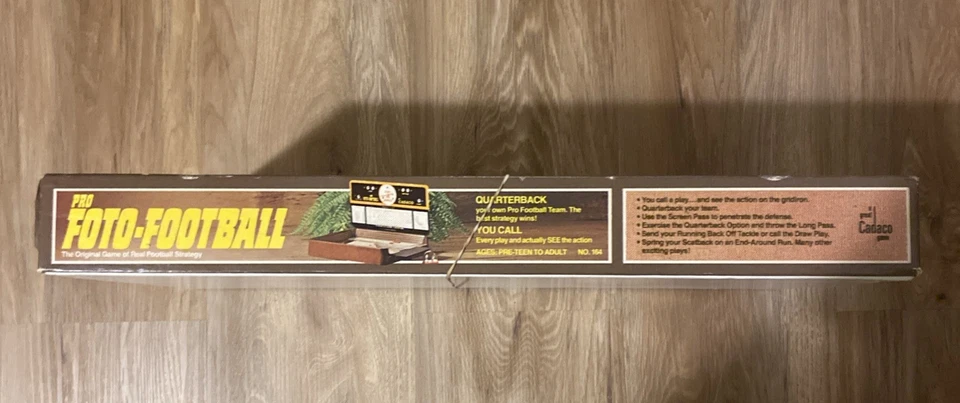 PRO
FOTO-FOOTBALL
The Original Game of Real Football Strategy
QUARTERBACK
your own Pro Football Team. The
best strategy wins!
YOU CALL
Every play and actually SEE the action
AGES: PRE-TEEN TO ADULT NO. 164
• You call a play... and see the action on the gridiron.
• Quarterback your team.
• Use the Screen Pass to penetrate the defense.
• Exercise the Quarterback Option and throw the Long Pass.
• Send your Running Back Off Tackle or call the Draw Play.
• Spring your Scatback on an End-Around Run. Many other
exciting plays!
great
Cadaco
game